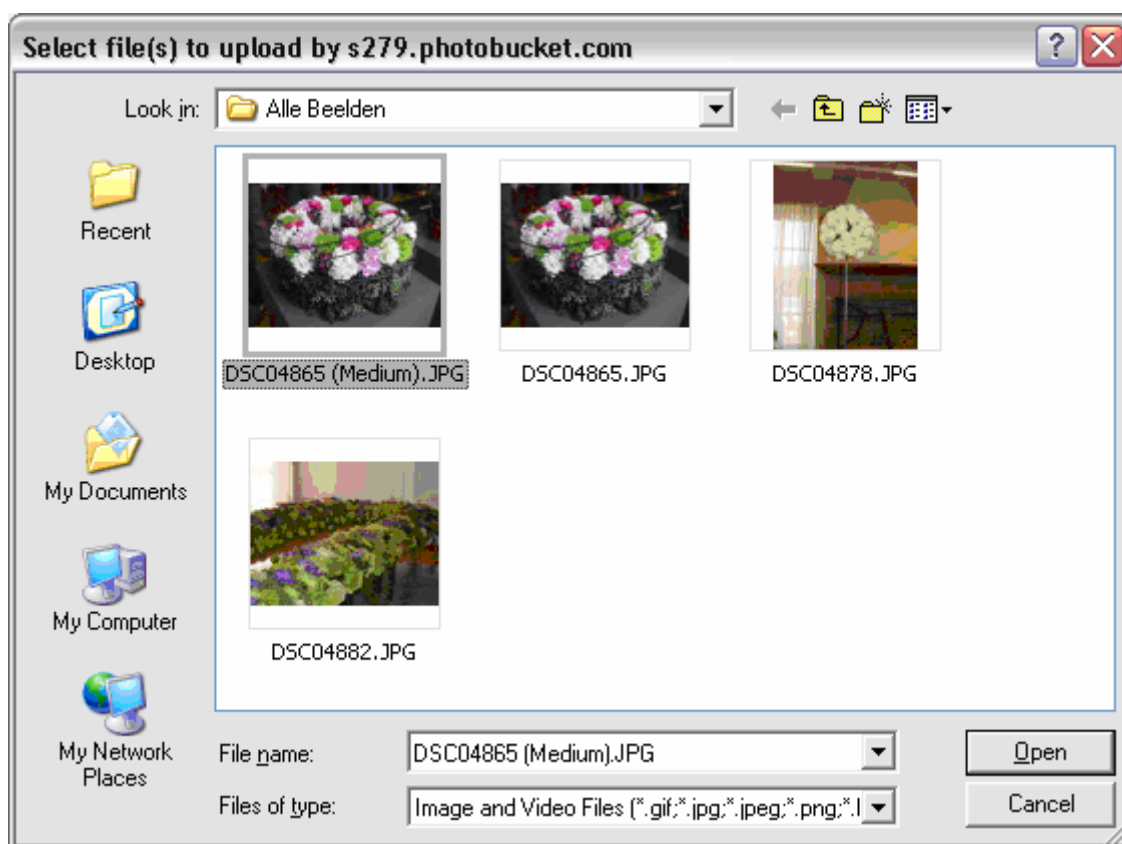 Select file(s) to upload by s279.photobucket.com
Look in:
Alle Beelden
Recent
Desktop
My Documents
My Computer
My Network
Places
DSC04865 (Medium).JPG
DSC04865.JPG
DSC04878.JPG
DSC04882.JPG
File name:
DSC04865 (Medium).JPG
Open
Files of type:
Image and Video Files (*.gif;*.jpg;*.jpeg;*.png;*.
Cancel